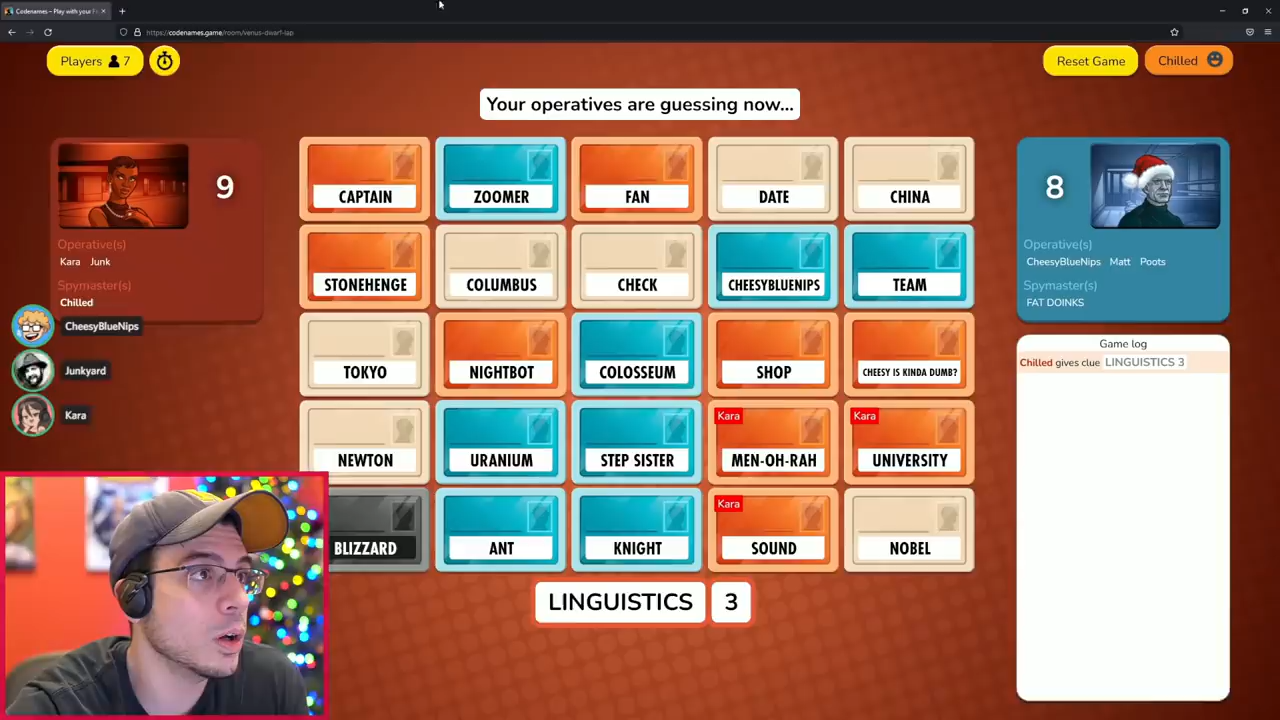 Codenames – Play with your F
https://codenames.game/room/venus-dwarf-lap
Players 7
Reset Game
Chilled
Your operatives are guessing now...
9
Operative(s)
Kara Junk
Spymaster(s)
Chilled
CheesyBlueNips
Junkyard
Kara
CAPTAIN
ZOOMER
FAN
DATE
CHINA
STONEHENGE
COLUMBUS
CHECK
CHEESYBLUENIPS
TEAM
TOKYO
NIGHTBOT
COLOSSEUM
SHOP
CHEESY IS KINDA DUMB?
NEWTON
URANIUM
STEP SISTER
Kara
MEN-OH-RAH
Kara
UNIVERSITY
BLIZZARD
ANT
KNIGHT
Kara
SOUND
NOBEL
LINGUISTICS 3
8
Operative(s)
CheesyBlueNips Matt Poots
Spymaster(s)
FAT DOINKS
Game log
Chilled gives clue LINGUISTICS 3